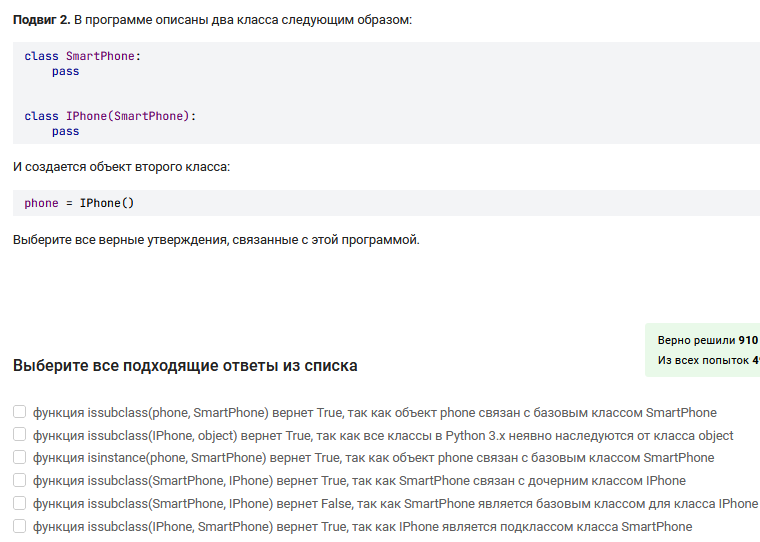 Подвиг 2. В программе описаны два класса следующим образом:
class SmartPhone:
    pass
class IPhone(SmartPhone):
    pass
И создается объект второго класса:
phone = IPhone()
Выберите все верные утверждения, связанные с этой программой.
Верно решили 910
Из всех попыток
Выберите все подходящие ответы из списка
функция issubclass(phone, SmartPhone) вернет True, так как объект phone связан с базовым классом SmartPhone
функция issubclass(IPhone, object) вернет True, так как все классы в Python 3.x неявно наследуются от класса object
функция isinstance(phone, SmartPhone) вернет True, так как объект phone связан с базовым классом SmartPhone
функция issubclass(SmartPhone, IPhone) вернет True, так как SmartPhone связан с дочерним классом IPhone
функция issubclass(SmartPhone, IPhone) вернет False, так как SmartPhone является базовым классом для класса IPhone
функция issubclass(IPhone, SmartPhone) вернет True, так как IPhone является подклассом класса SmartPhone